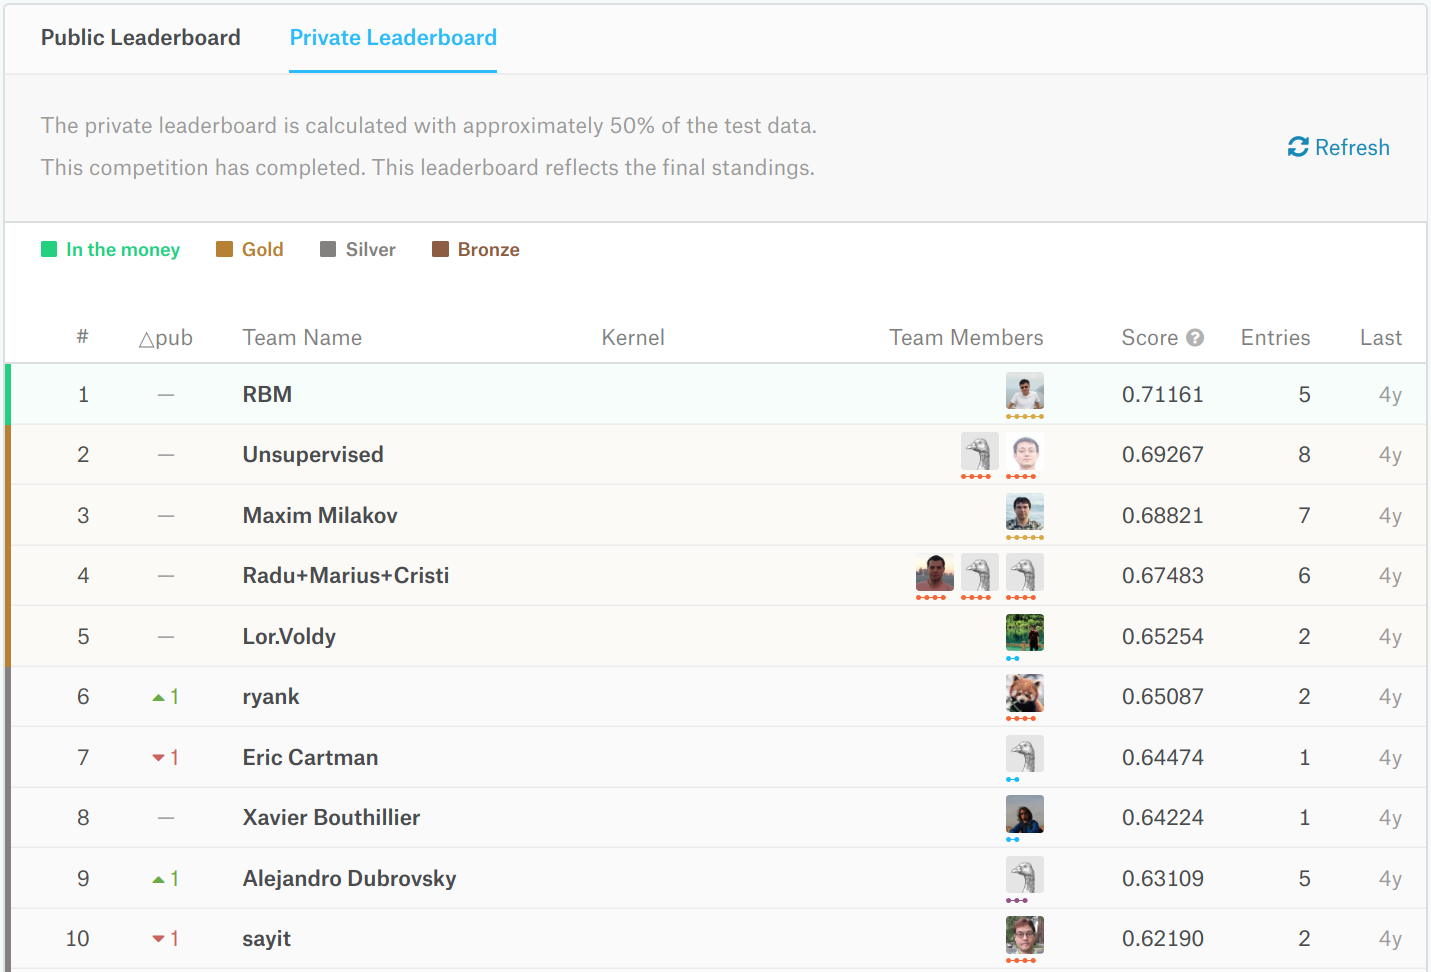 Public Leaderboard Private Leaderboard
The private leaderboard is calculated with approximately 50% of the test data.
This competition has completed. This leaderboard reflects the final standings.
Refresh
In the money Gold Silver Bronze
# △pub Team Name Kernel Team Members Score ? Entries Last
1 — RBM 0.71161 5 4y
2 — Unsupervised 0.69267 8 4y
3 — Maxim Milakov 0.68821 7 4y
4 — Radu+Marius+Cristi 0.67483 6 4y
5 — Lor.Voldy 0.65254 2 4y
6 ▲1 ryank 0.65087 2 4y
7 ▼1 Eric Cartman 0.64474 1 4y
8 — Xavier Bouthillier 0.64224 1 4y
9 ▲1 Alejandro Dubrovsky 0.63109 5 4y
10 ▼1 sayit 0.62190 2 4y